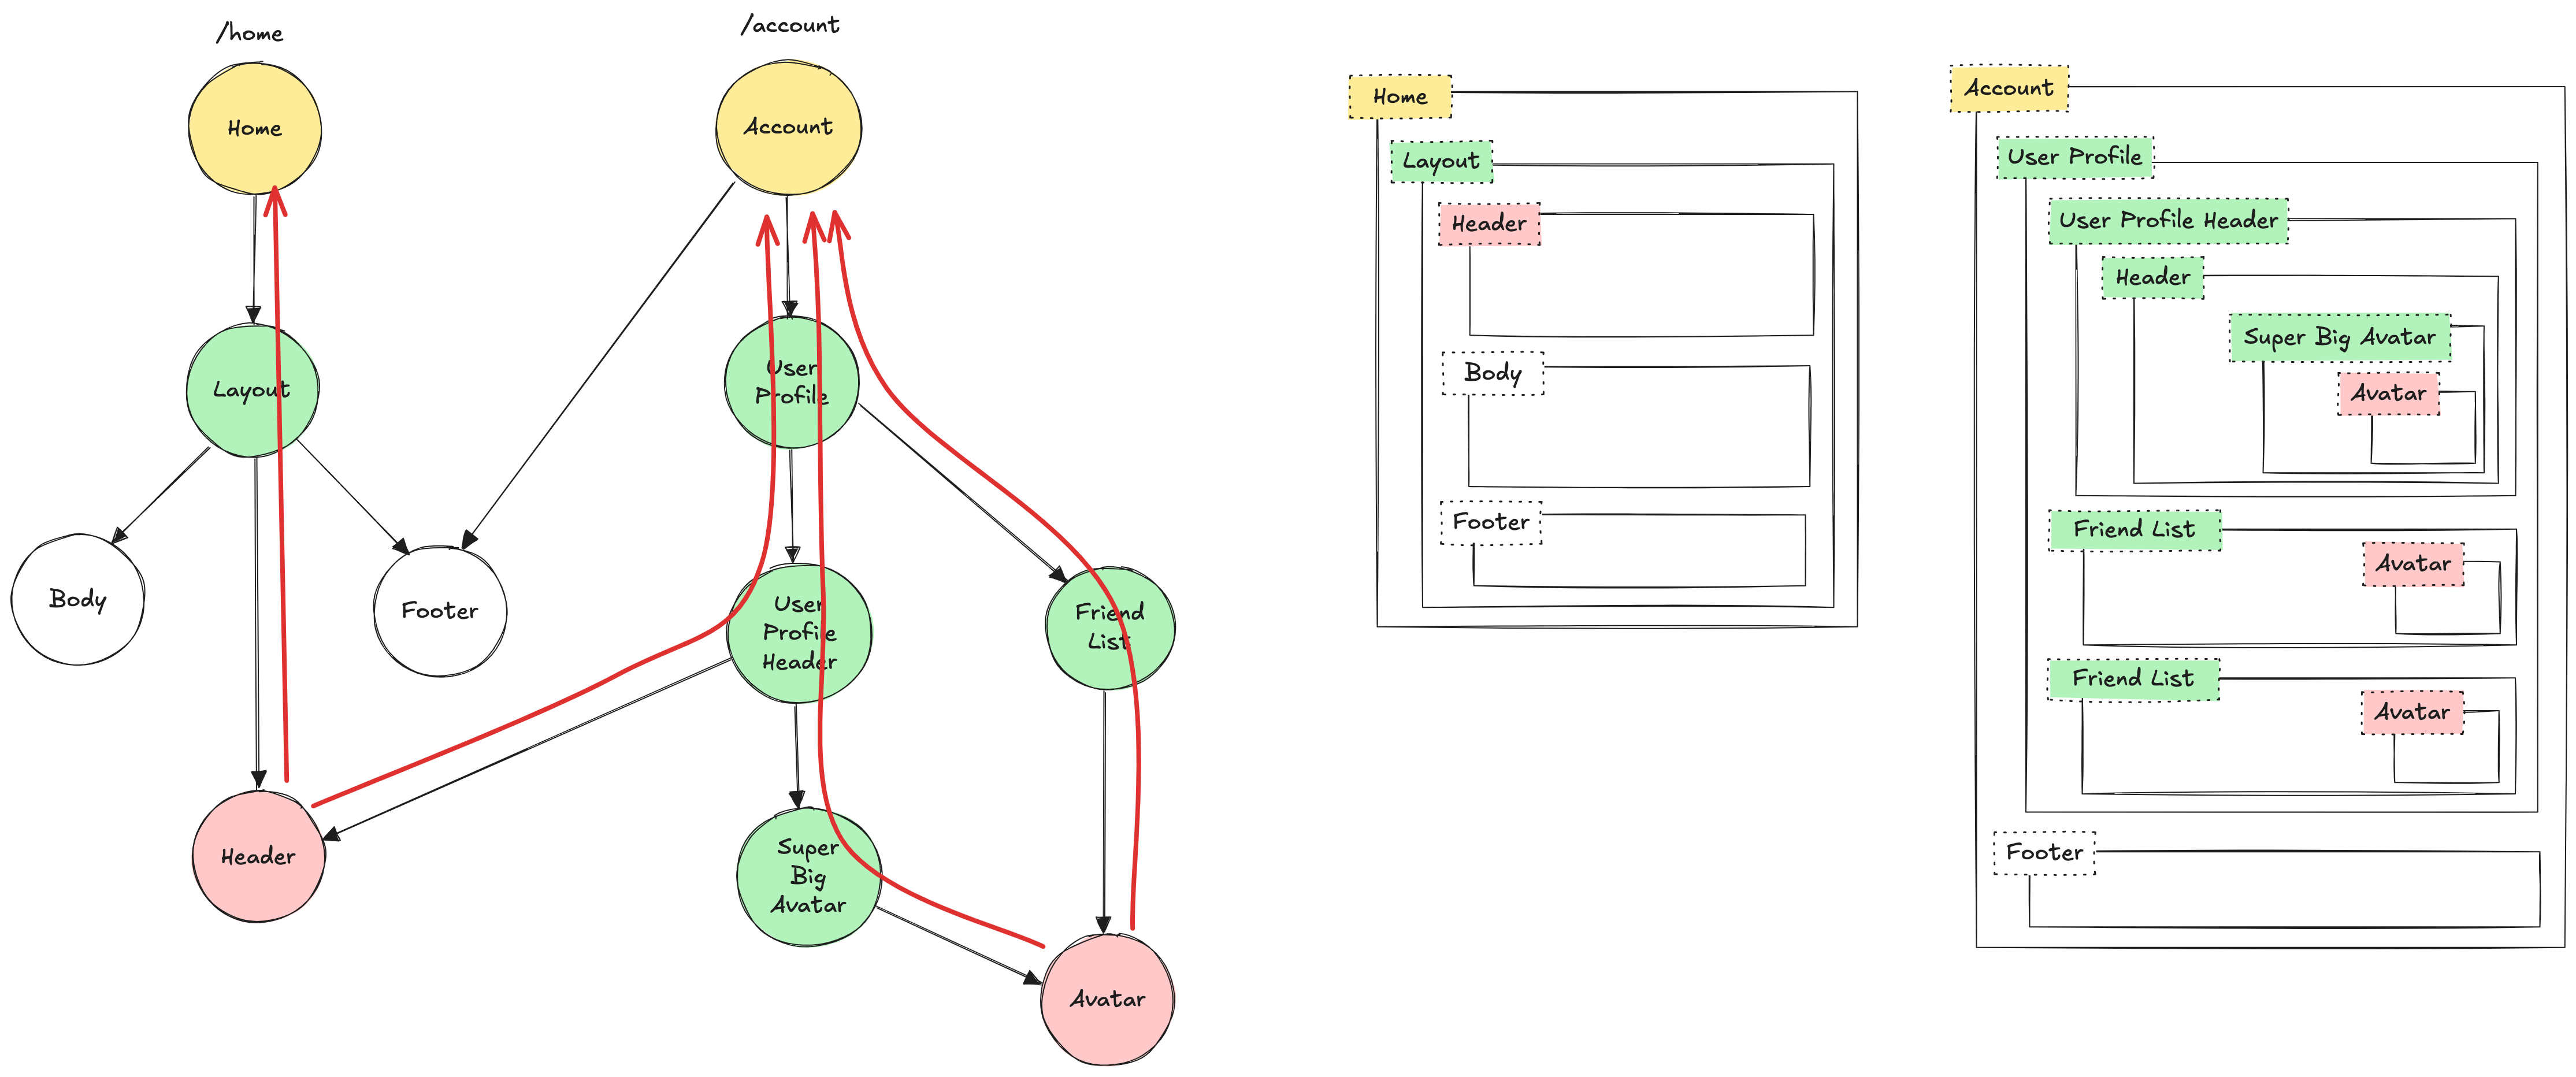 /home
/account
Home
Account
Layout
User
Profile
Body
Footer
User
Profile
Header
Friend
List
Header
Super
Big
Avatar
Avatar
Home
Layout
Header
Body
Footer
Account
User Profile
User Profile Header
Header
Super Big Avatar
Avatar
Friend List
Avatar
Friend List
Avatar
Footer